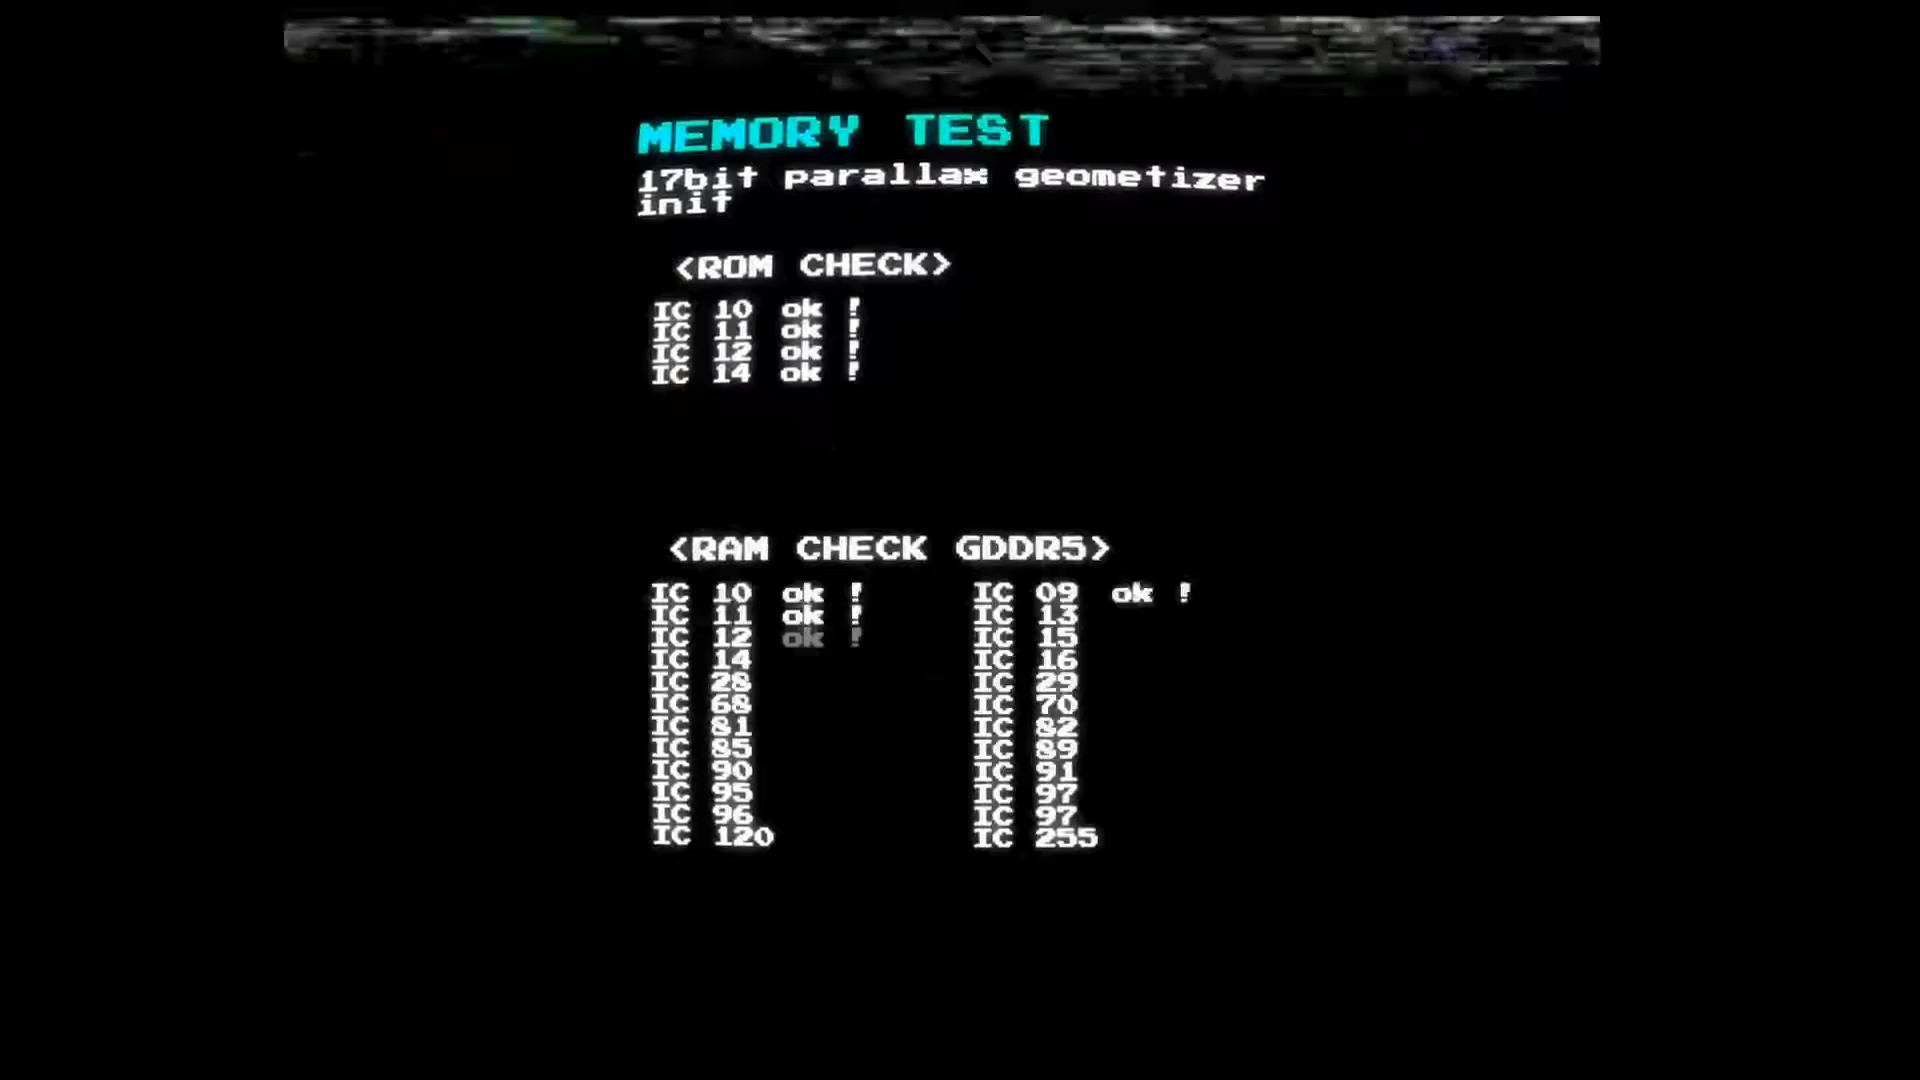 MEMORY TEST
17bit parallax geometizer
init
<ROM CHECK>
IC 10 ok !
IC 11 ok !
IC 12 ok !
IC 14 ok !
<RAM CHECK GDDR5>
IC 10 ok ! IC 09 ok !
IC 11 ok ! IC 13
IC 12 ok ! IC 15
IC 14 IC 16
IC 28 IC 29
IC 68 IC 70
IC 81 IC 82
IC 85 IC 89
IC 90 IC 91
IC 95 IC 97
IC 96 IC 97
IC 120 IC 255